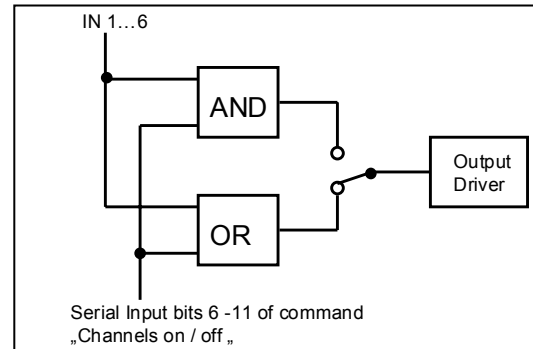 IN 1…6
AND
Output
Driver
OR
Serial Input bits 6 -11 of command
„Channels on / off „